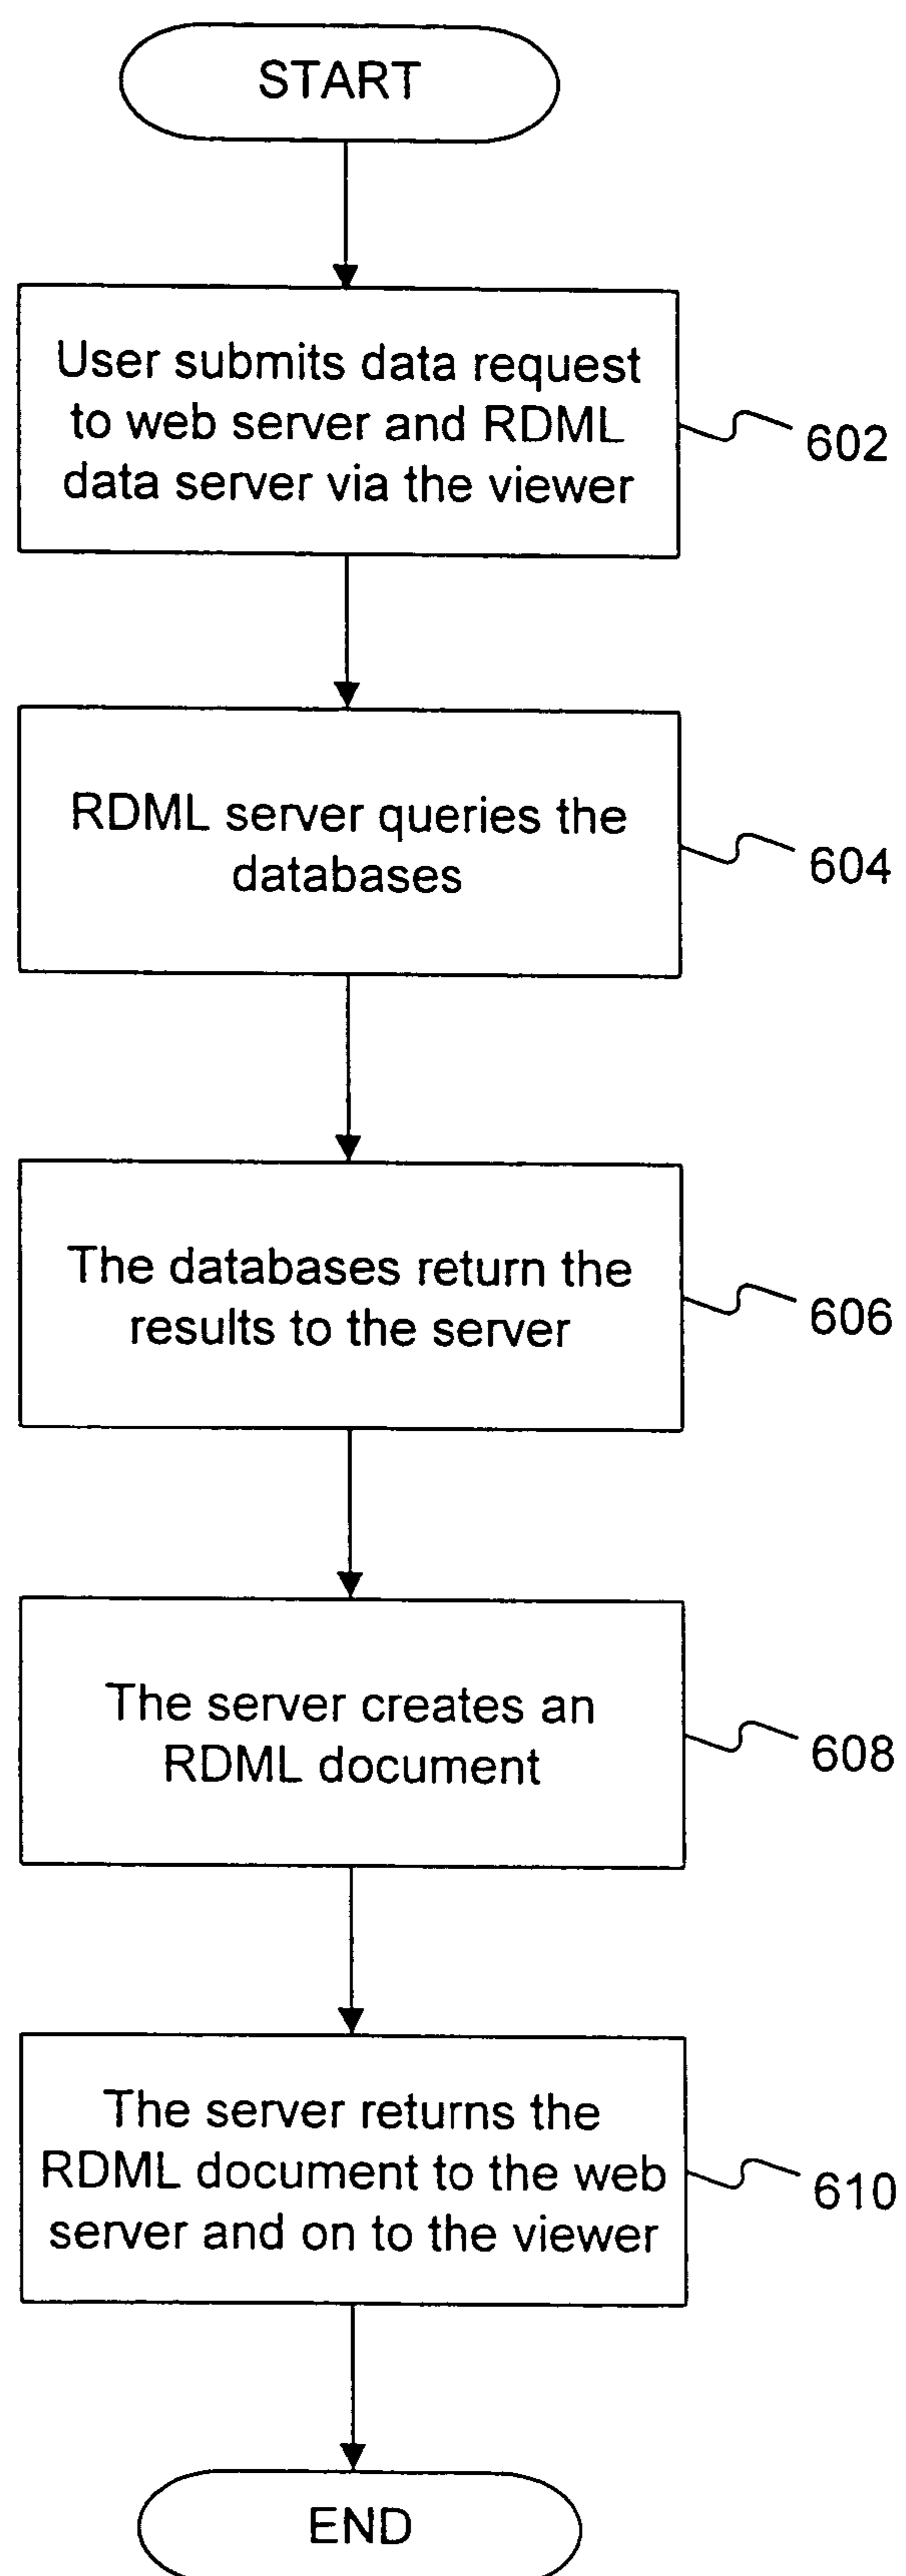 START
User submits data request
to web server and RDML
data server via the viewer
602
RDML server queries the
databases
604
The databases return the
results to the server
606
The server creates an
RDML document
608
The server returns the
RDML document to the web
server and on to the viewer
610
END